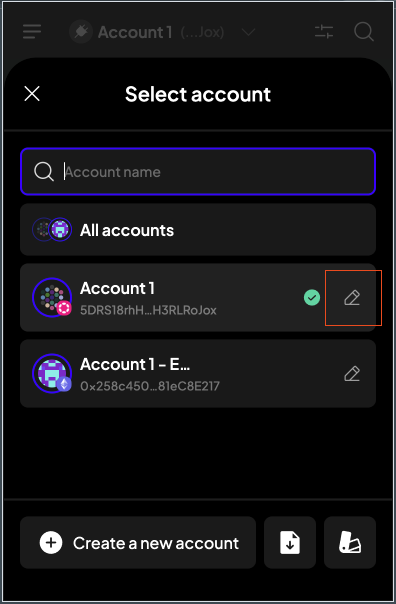 Account 1 (...Jox)
Select account
Account name
All accounts
Account 1
5DRS18rhH...H3RLRoJox
Account 1 - E...
0x258c450...81eC8E217
Create a new account